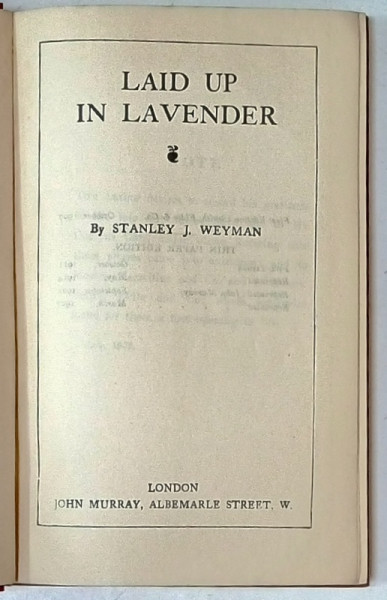 LAID UP
IN LAVENDER
By STANLEY J. WEYMAN
LONDON
JOHN MURRAY, ALBEMARLE STREET, W.